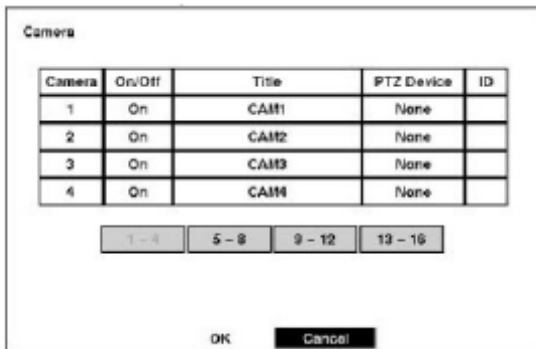 Camera
Camera On/Off Title PTZ Device ID
1 On CAM1 None
2 On CAM2 None
3 On CAM3 None
4 On CAM4 None
1 – 4 5 – 8 9 – 12 13 – 16
OK Cancel